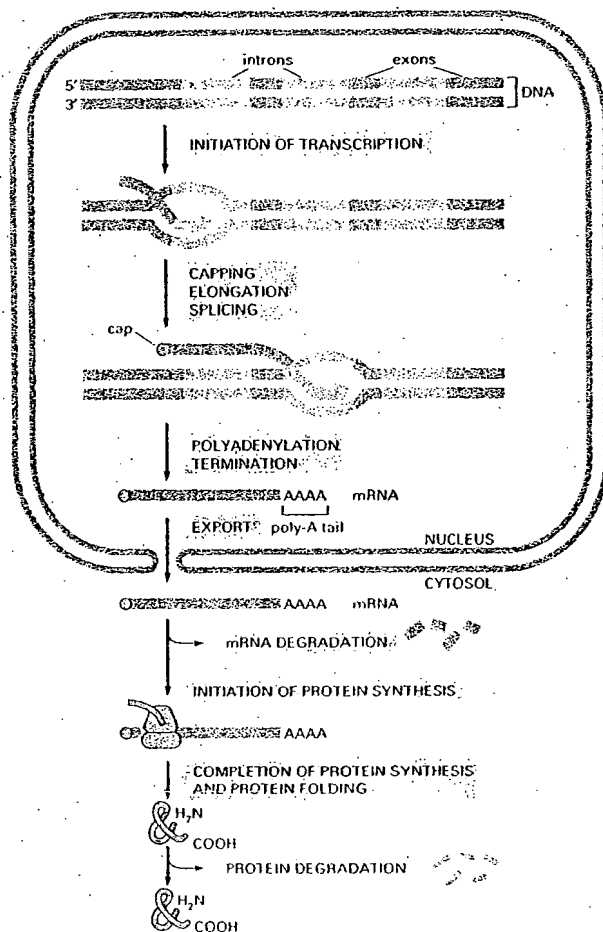 introns exons
5'
3'
DNA
INITIATION OF TRANSCRIPTION
CAPPING
ELONGATION
SPLICING
cap
POLYADENYLATION
TERMINATION
AAAA mRNA
EXPORT poly-A tail
NUCLEUS
CYTOSOL
AAAA mRNA
mRNA DEGRADATION
INITIATION OF PROTEIN SYNTHESIS
AAAA
COMPLETION OF PROTEIN SYNTHESIS
AND PROTEIN FOLDING
H₂N
COOH
PROTEIN DEGRADATION
H₂N
COOH